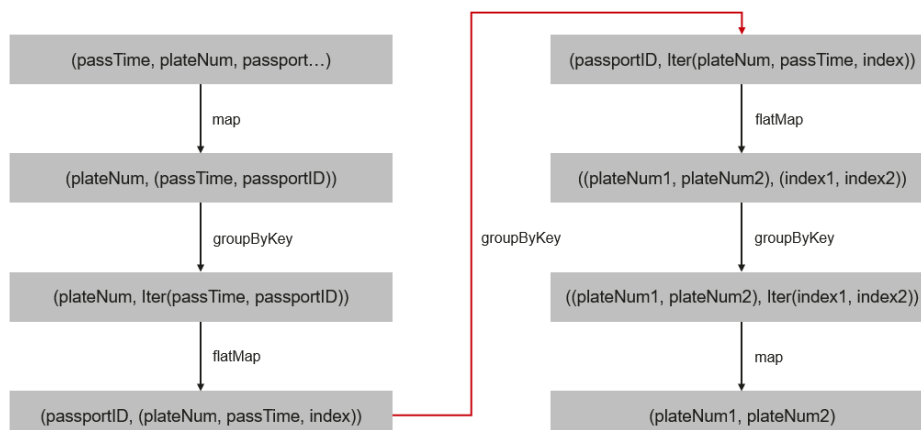 (passTime, plateNum, passport…)
map
(plateNum, (passTime, passportID))
groupByKey
(plateNum, Iter(passTime, passportID))
flatMap
(passportID, (plateNum, passTime, index))
groupByKey
(passportID, Iter(plateNum, passTime, index))
flatMap
((plateNum1, plateNum2), (index1, index2))
groupByKey
((plateNum1, plateNum2), Iter(index1, index2))
map
(plateNum1, plateNum2)